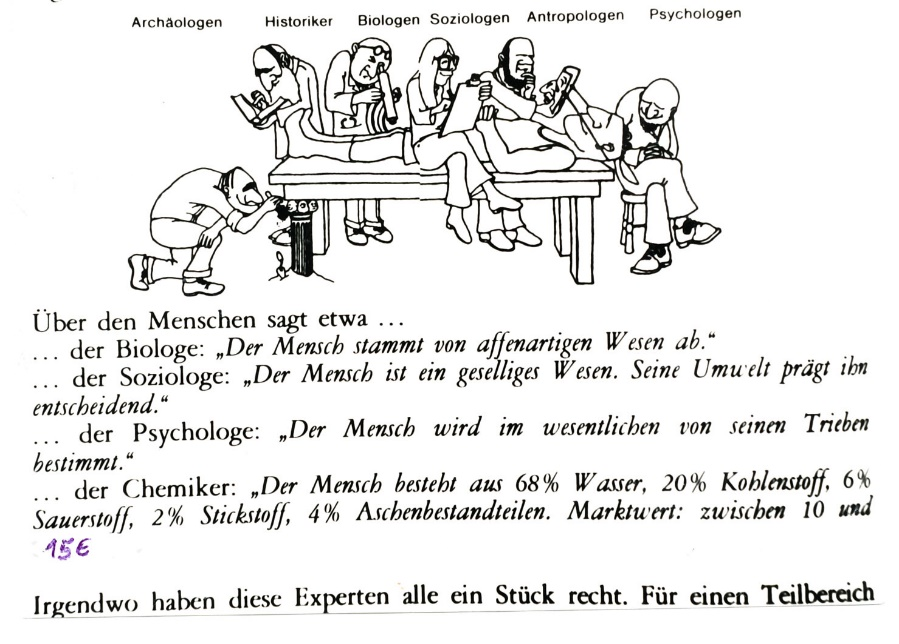 Archäologen Historiker Biologen Soziologen Antropologen Psychologen
Über den Menschen sagt etwa ...
... der Biologe: „Der Mensch stammt von affenartigen Wesen ab."
... der Soziologe: „Der Mensch ist ein geselliges Wesen. Seine Umwelt prägt ihn
entscheidend."
... der Psychologe: „Der Mensch wird im wesentlichen von seinen Trieben
bestimmt."
... der Chemiker: „Der Mensch besteht aus 68% Wasser, 20% Kohlenstoff, 6%
Sauerstoff, 2% Stickstoff, 4% Aschenbestandteilen. Marktwert: zwischen 10 und
15€
Irgendwo haben diese Experten alle ein Stück recht. Für einen Teilbereich